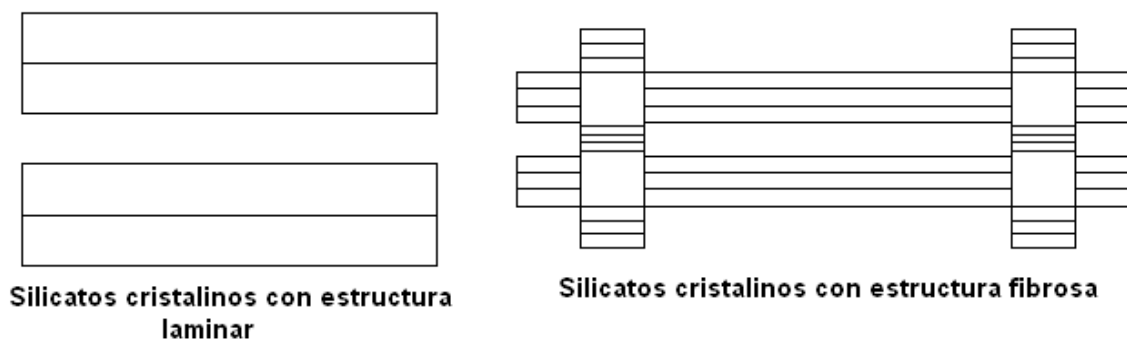 Silicatos cristalinos con estructura
laminar
Silicatos cristalinos con estructura fibrosa